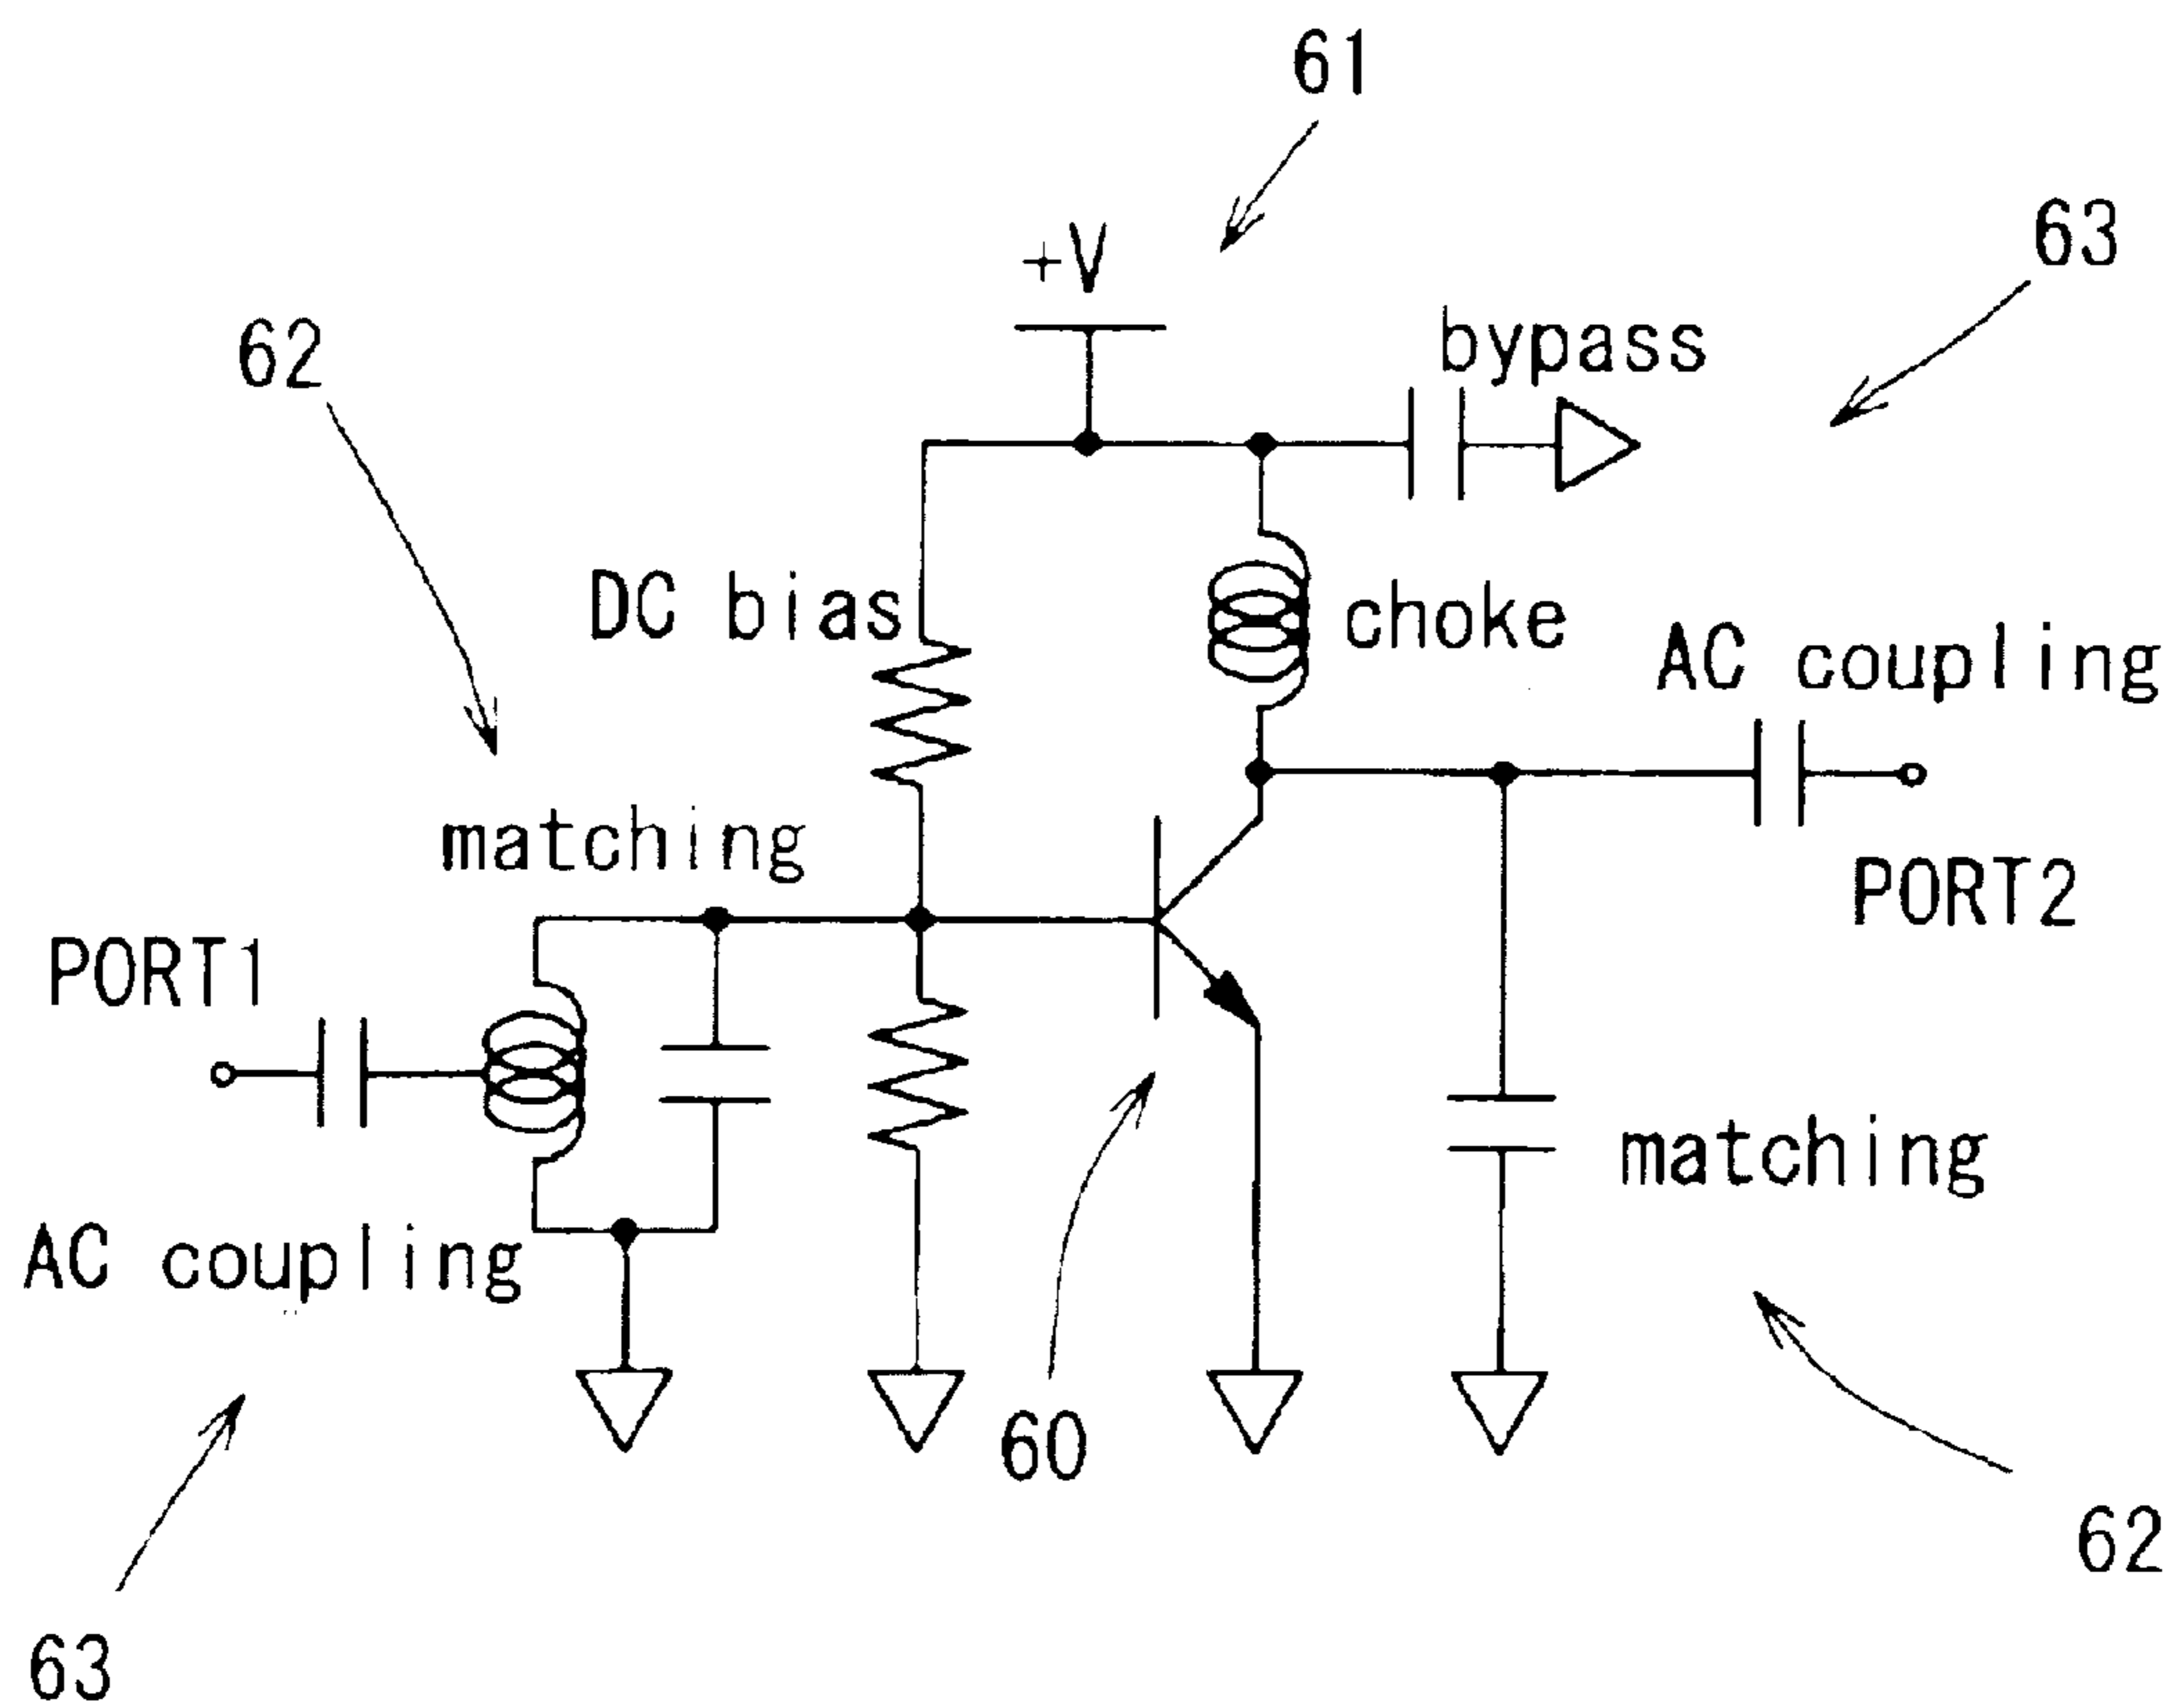 61
63
+V
62
bypass
DC bias
choke
AC coupling
matching
PORT2
PORT1
matching
AC coupling
60
62
63